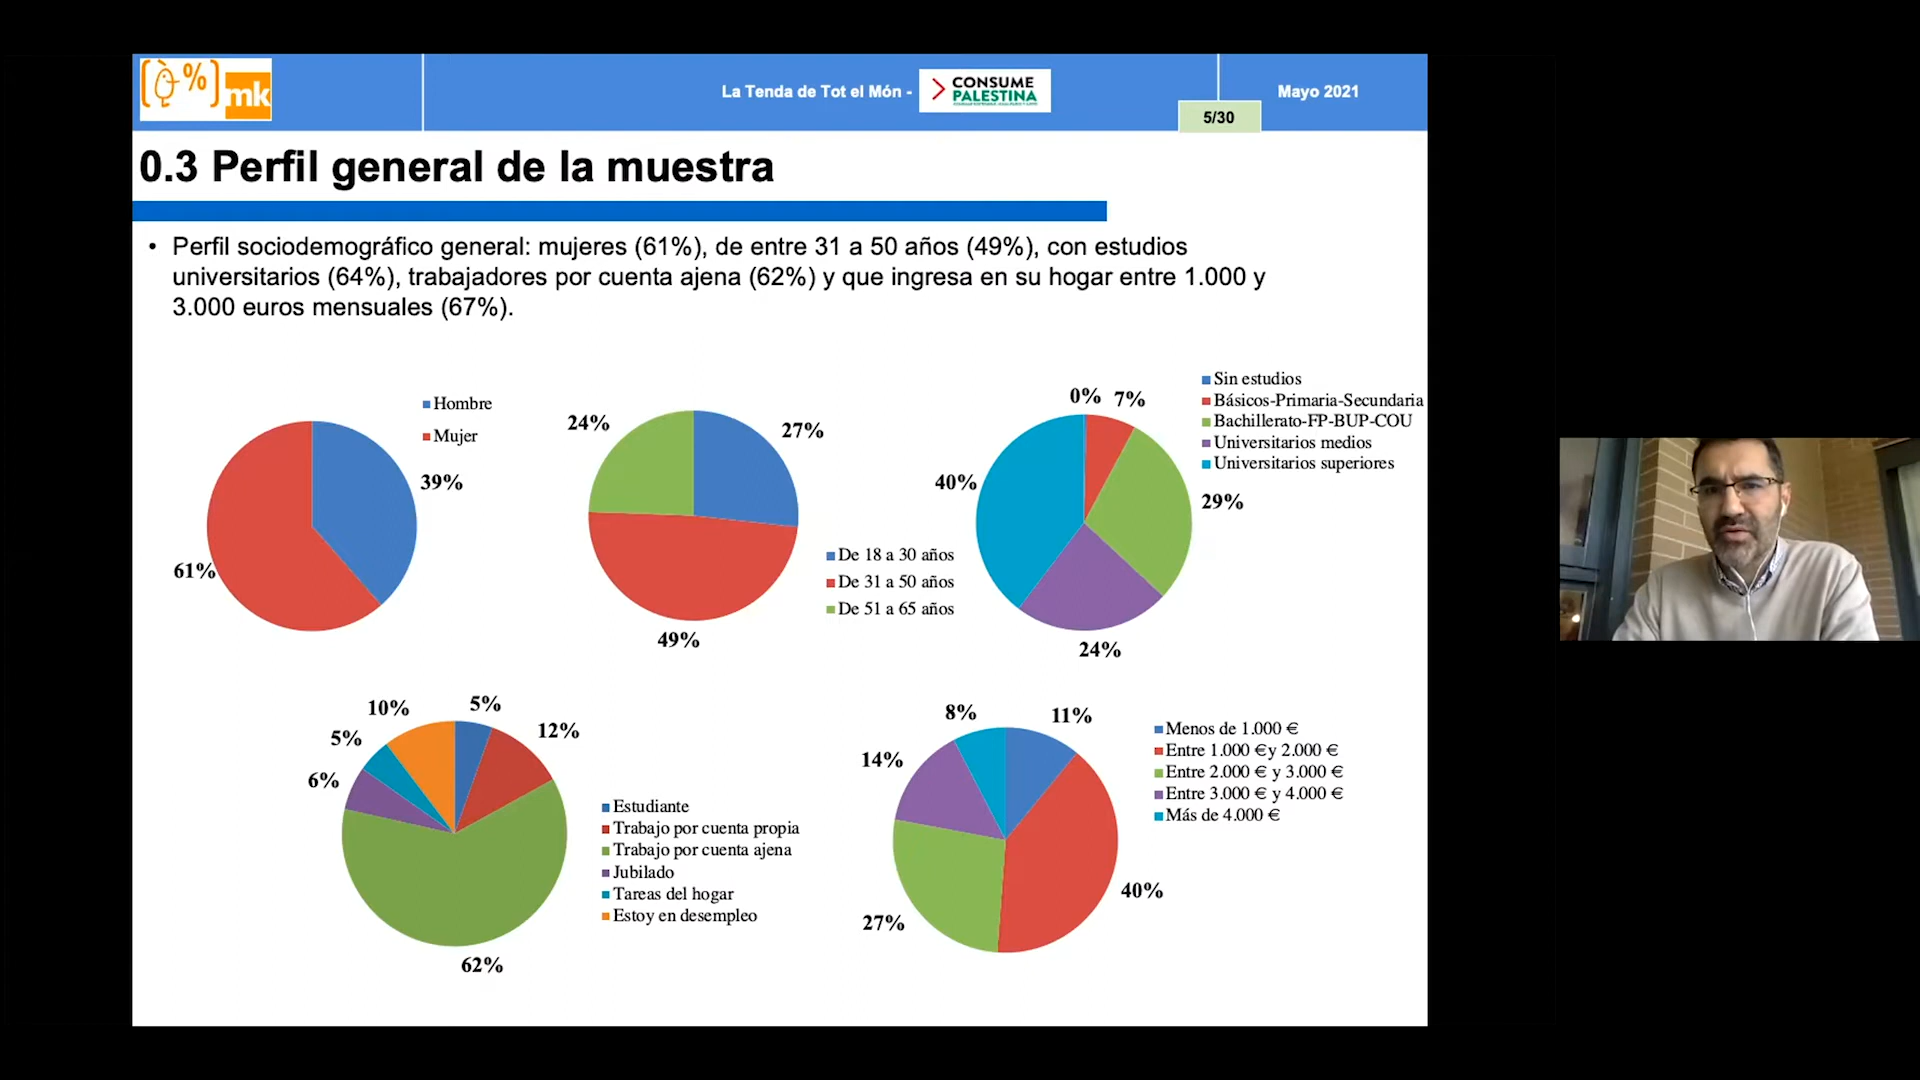 [ò%]mk
La Tenda de Tot el Món -
CONSUME
PALESTINA
Mayo 2021
5/30
0.3 Perfil general de la muestra
• Perfil sociodemográfico general: mujeres (61%), de entre 31 a 50 años (49%), con estudios
universitarios (64%), trabajadores por cuenta ajena (62%) y que ingresa en su hogar entre 1.000 y
3.000 euros mensuales (67%).
Hombre
Mujer
39%
61%
24%
27%
49%
De 18 a 30 años
De 31 a 50 años
De 51 a 65 años
0%
7%
40%
29%
24%
Sin estudios
Básicos-Primaria-Secundaria
Bachillerato-FP-BUP-COU
Universitarios medios
Universitarios superiores
10%
5%
12%
5%
6%
62%
Estudiante
Trabajo por cuenta propia
Trabajo por cuenta ajena
Jubilado
Tareas del hogar
Estoy en desempleo
8%
11%
14%
40%
27%
Menos de 1.000 €
Entre 1.000 €y 2.000 €
Entre 2.000 € y 3.000 €
Entre 3.000 € y 4.000 €
Más de 4.000 €